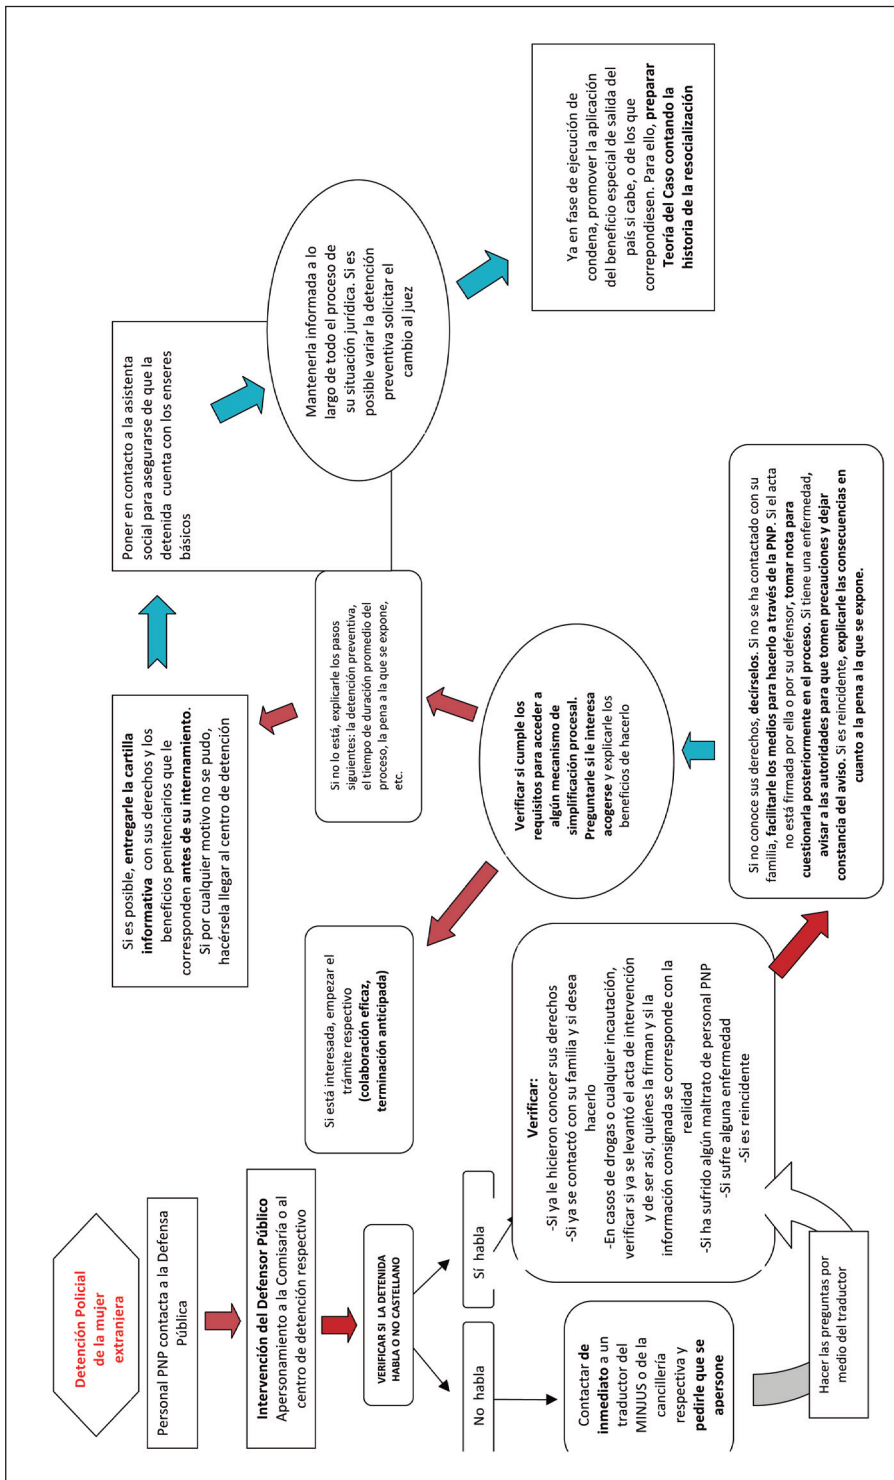 Detención Policial
de la mujer
extranjera
Personal PNP contacta a la Defensa
Pública
Intervención del Defensor Público
Apersonamiento a la Comisaría o al
centro de detención respectivo
VERIFICAR SI LA DETENIDA
HABLA O NO CASTELLANO
No habla
Sí habla
Contactar de
inmediato a un
traductor del
MINJUS o de la
cancillería
respectiva y
pedirle que se
apersone
Hacer las preguntas por
medio del traductor
Verificar:
-Si ya le hicieron conocer sus derechos
-Si ya se contactó con su familia y si desea
hacerlo
-En casos de drogas o cualquier incautación,
verificar si ya se levantó el acta de intervención
y de ser así, quiénes la firman y si la
información consignada se corresponde con la
realidad
-Si ha sufrido algún maltrato de personal PNP
-Si sufre alguna enfermedad
-Si es reincidente
Si no conoce sus derechos, decírselos. Si no se ha contactado con su
familia, facilitarle los medios para hacerlo a través de la PNP. Si el acta
no está firmada por ella o por su defensor, tomar nota para
cuestionarla posteriormente en el proceso. Si tiene una enfermedad,
avisar a las autoridades para que tomen precauciones y dejar
constancia del aviso. Si es reincidente, explicarle las consecuencias en
cuanto a la pena a la que se expone.
Verificar si cumple los
requisitos para acceder a
algún mecanismo de
simplificación procesal.
Preguntarle si le interesa
acogerse y explicarle los
beneficios de hacerlo
Si está interesada, empezar el
trámite respectivo
(colaboración eficaz,
terminación anticipada)
Si no lo está, explicarle los pasos
siguientes: la detención preventiva,
el tiempo de duración promedio del
proceso, la pena a la que se expone,
etc.
Si es posible, entregarle la cartilla
informativa con sus derechos y los
beneficios penitenciarios que le
corresponden antes de su internamiento.
Si por cualquier motivo no se pudo,
hacérsela llegar al centro de detención
Poner en contacto a la asistenta
social para asegurarse de que la
detenida cuenta con los enseres
básicos
Mantenerla informada a lo
largo de todo el proceso de
su situación jurídica. Si es
posible variar la detención
preventiva solicitar el
cambio al juez
Ya en fase de ejecución de
condena, promover la aplicación
del beneficio especial de salida del
país si cabe, o de los que
correpondiesen. Para ello, preparar
Teoría del Caso contando la
historia de la resocialización